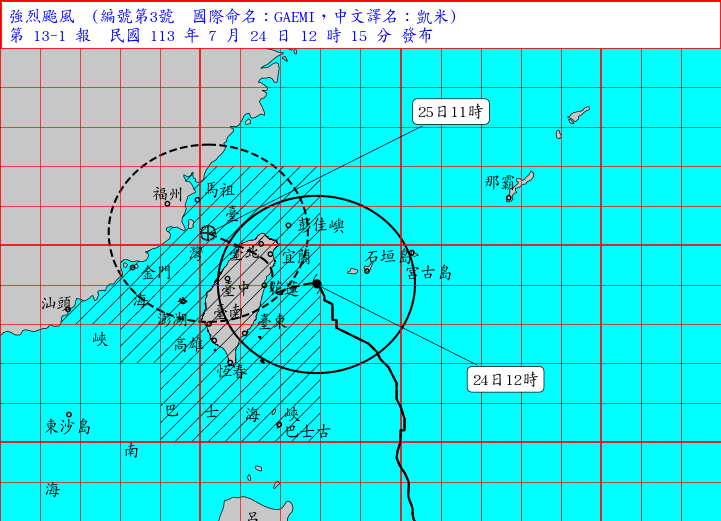 強烈颱風 (編號第3號 國際命名：GAEMI，中文譯名：凱米)
第 13-1 報 民國 113 年 7 月 24 日 12 時 15 分 發布
25日11時
那霸
福州
馬祖
臺
彭佳嶼
灣
臺北
宜蘭
石垣島
宮古島
金門
臺中
花蓮
汕頭
海
澎湖
臺南
臺東
峽
高雄
恆春
24日12時
巴
士
海
峽
東沙島
巴士古
南
海
呂